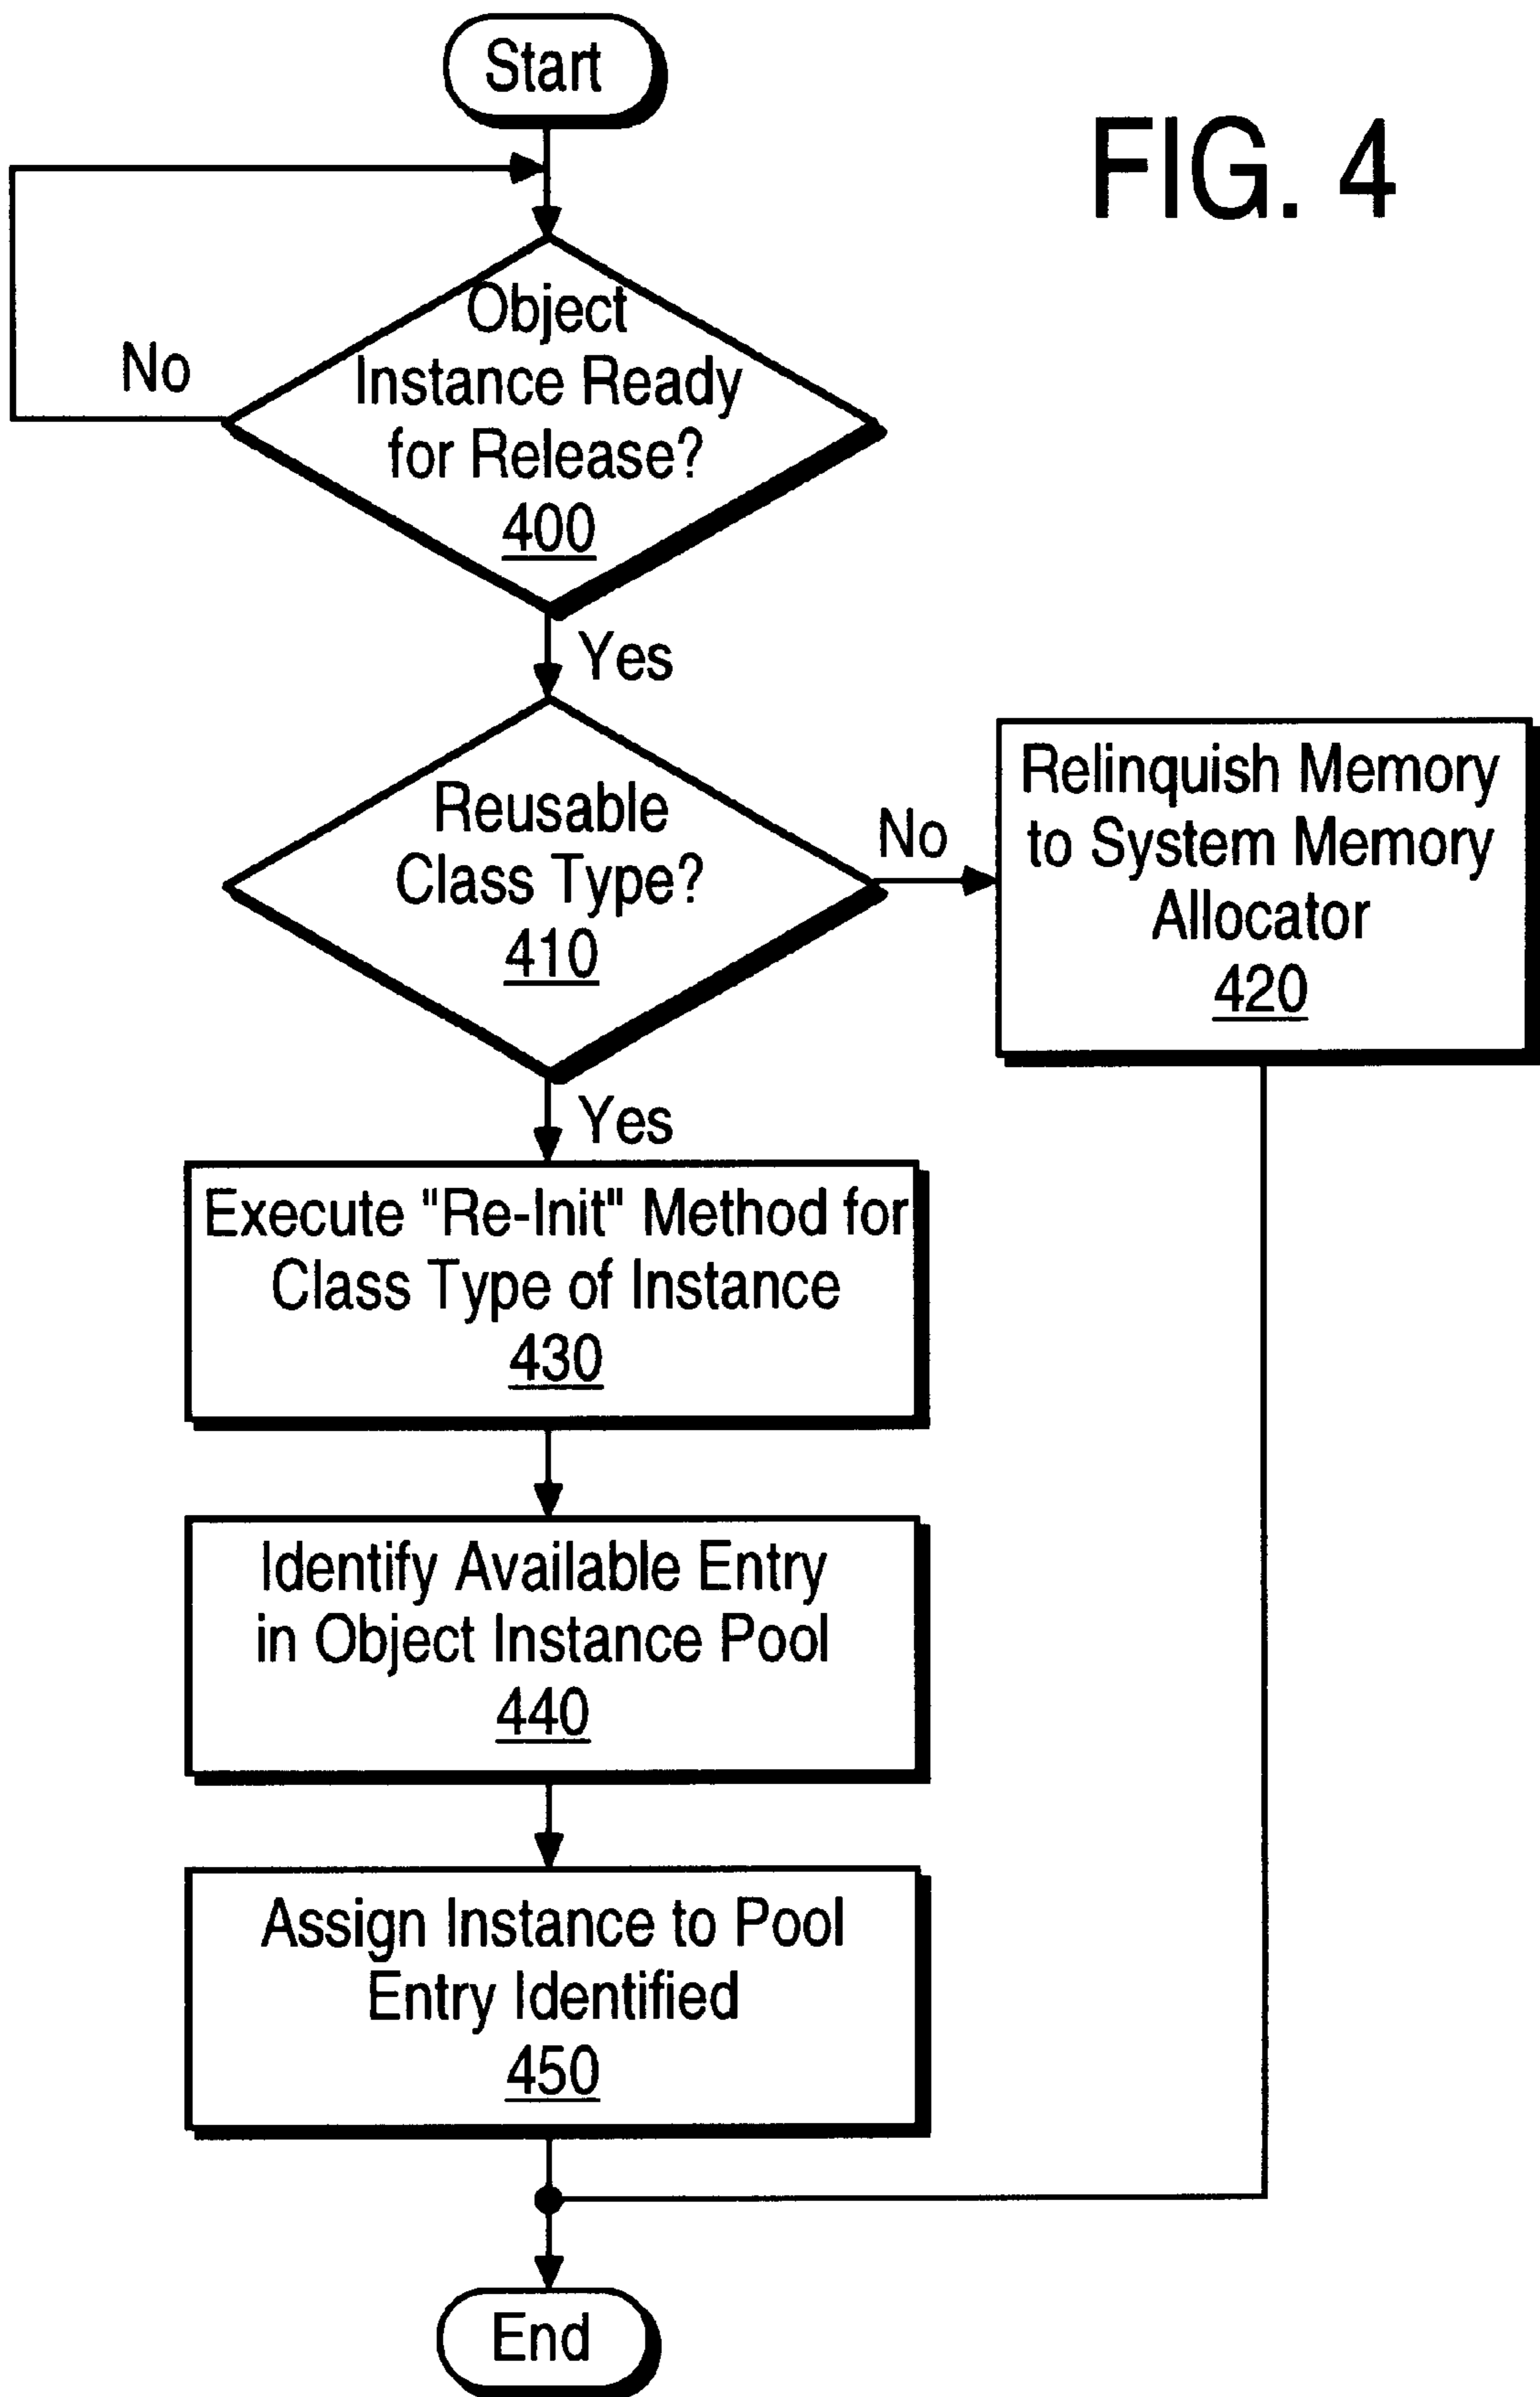 Start
FIG. 4
Object
Instance Ready
for Release?
400
No
Yes
Reusable
Class Type?
410
No
Relinquish Memory
to System Memory
Allocator
420
Yes
Execute "Re-Init" Method for
Class Type of Instance
430
Identify Available Entry
in Object Instance Pool
440
Assign Instance to Pool
Entry Identified
450
End